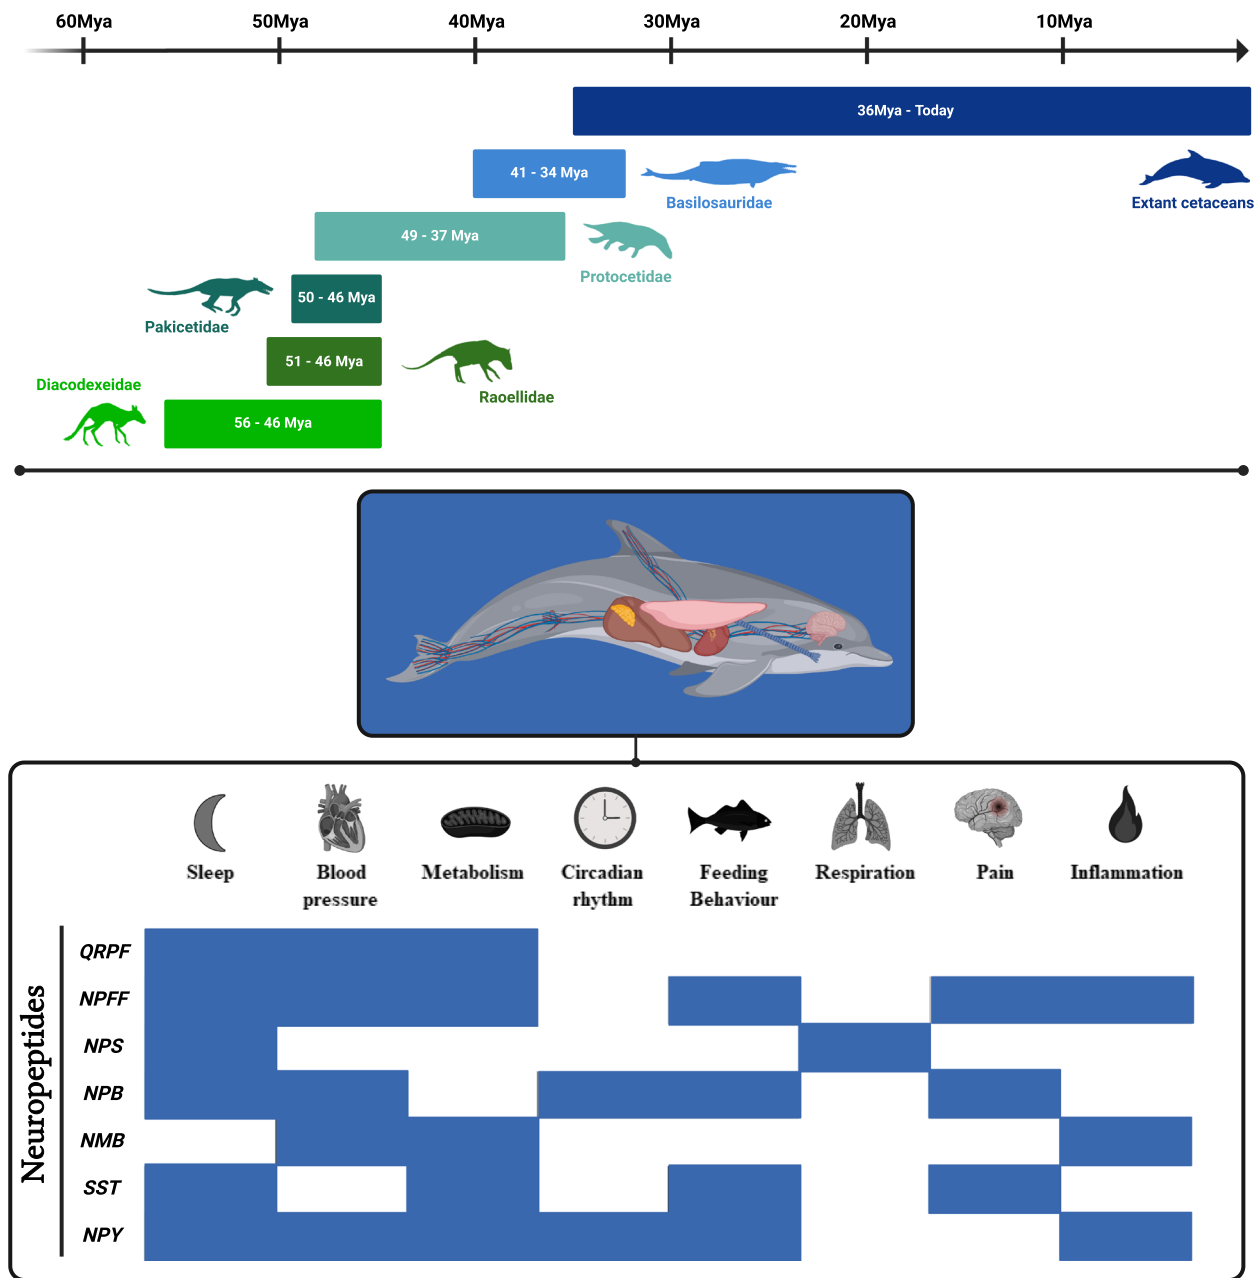 60Mya 50Mya 40Mya 30Mya 20Mya 10Mya
36Mya - Today
41 - 34 Mya
Basilosauridae
Extant cetaceans
49 - 37 Mya
Protocetidae
50 - 46 Mya
Pakicetidae
51 - 46 Mya
Raoellidae
Diacodexeidae
56 - 46 Mya
Sleep
Blood
pressure
Metabolism
Circadian
rhythm
Feeding
Behaviour
Respiration
Pain
Inflammation
Neuropeptides
QRPF
NPFF
NPS
NPB
NMB
SST
NPY